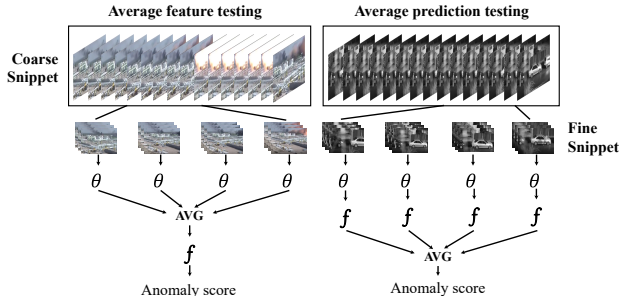 Average feature testing
Average prediction testing
Coarse
Snippet
Fine
Snippet
θ θ θ θ θ θ θ θ
f f f f
AVG
AVG
f
Anomaly score
Anomaly score